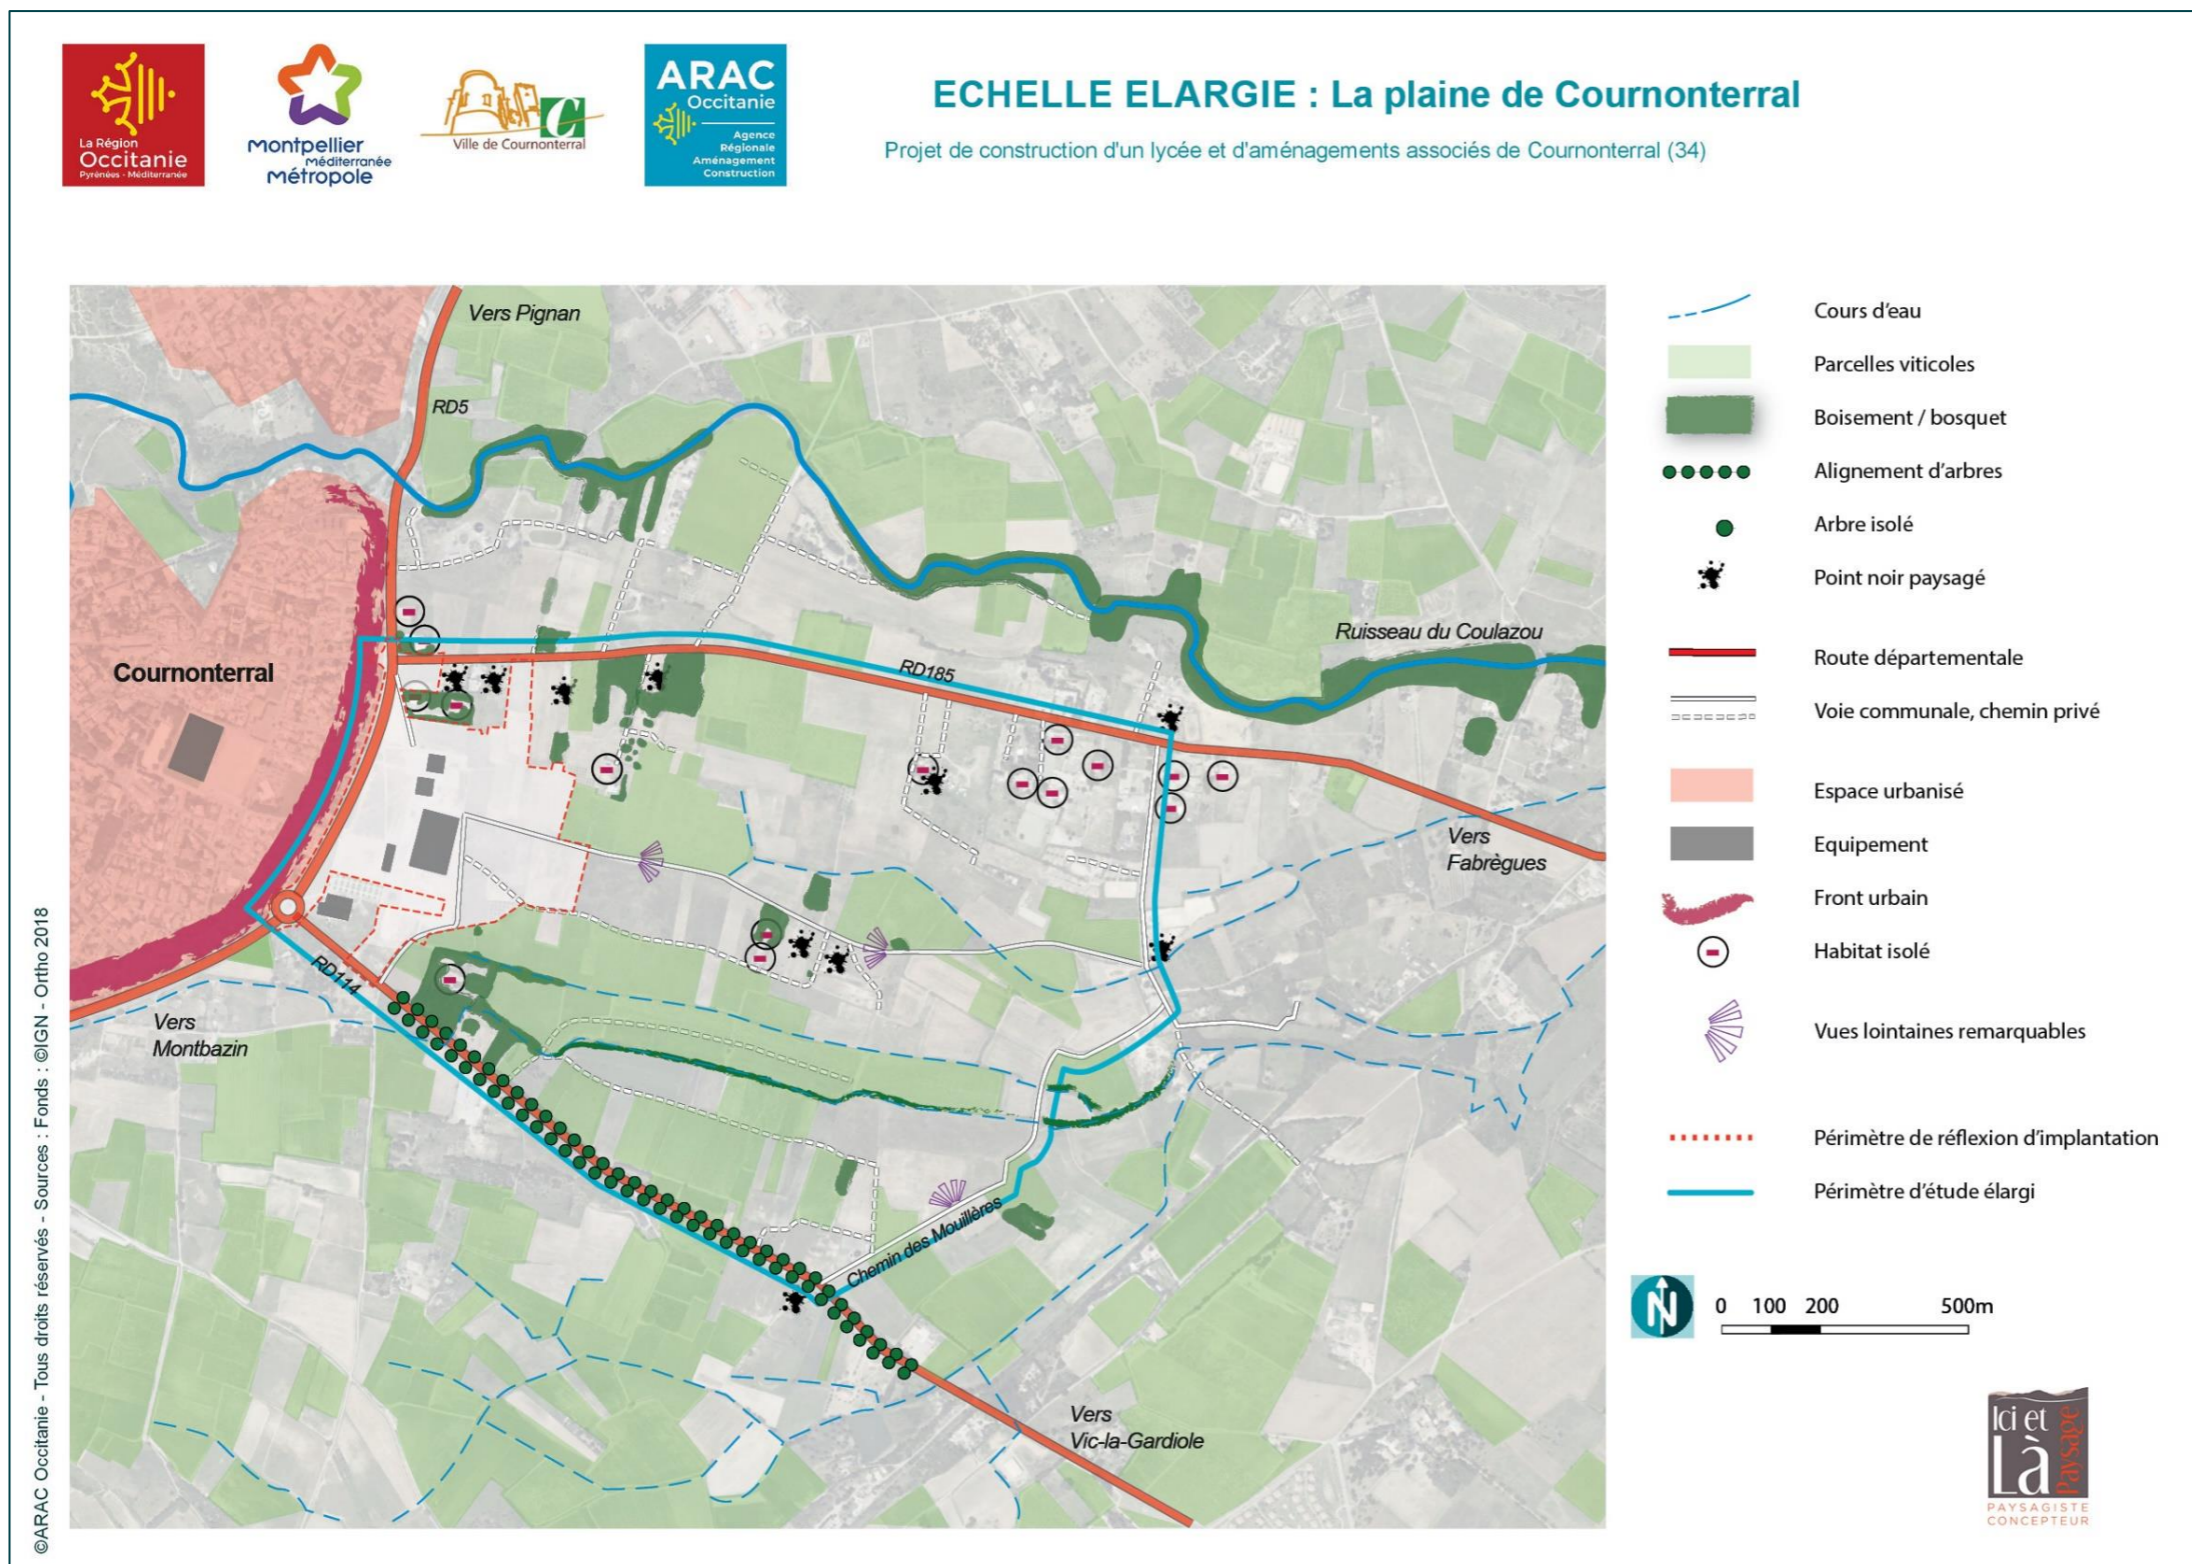 La Région
Occitanie
Pyrénées - Méditerranée
montpellier
Méditerranée
métropole
C
Ville de Cournonterral
ARAC
Occitanie
Agence
Régionale
Aménagement
Construction
ECHELLE ELARGIE : La plaine de Cournonterral
Projet de construction d'un lycée et d'aménagements associés de Cournonterral (34)
Vers Pignan
RD5
Ruisseau du Coulazou
Cournonterral
RD185
Vers
Fabrègues
RD114
Vers
Montbazin
Chemin des Mouillères
Vers
Vic-la-Gardiole
Cours d'eau
Parcelles viticoles
Boisement / bosquet
Alignement d'arbres
Arbre isolé
Point noir paysagé
Route départementale
Voie communale, chemin privé
Espace urbanisé
Equipement
Front urbain
Habitat isolé
Vues lointaines remarquables
Périmètre de réflexion d'implantation
Périmètre d'étude élargi
N
0 100 200 500m
Ici et
Là
Paysage
PAYSAGISTE
CONCEPTEUR
©ARAC Occitanie - Tous droits réservés - Sources : Fonds : ©IGN - Ortho 2018